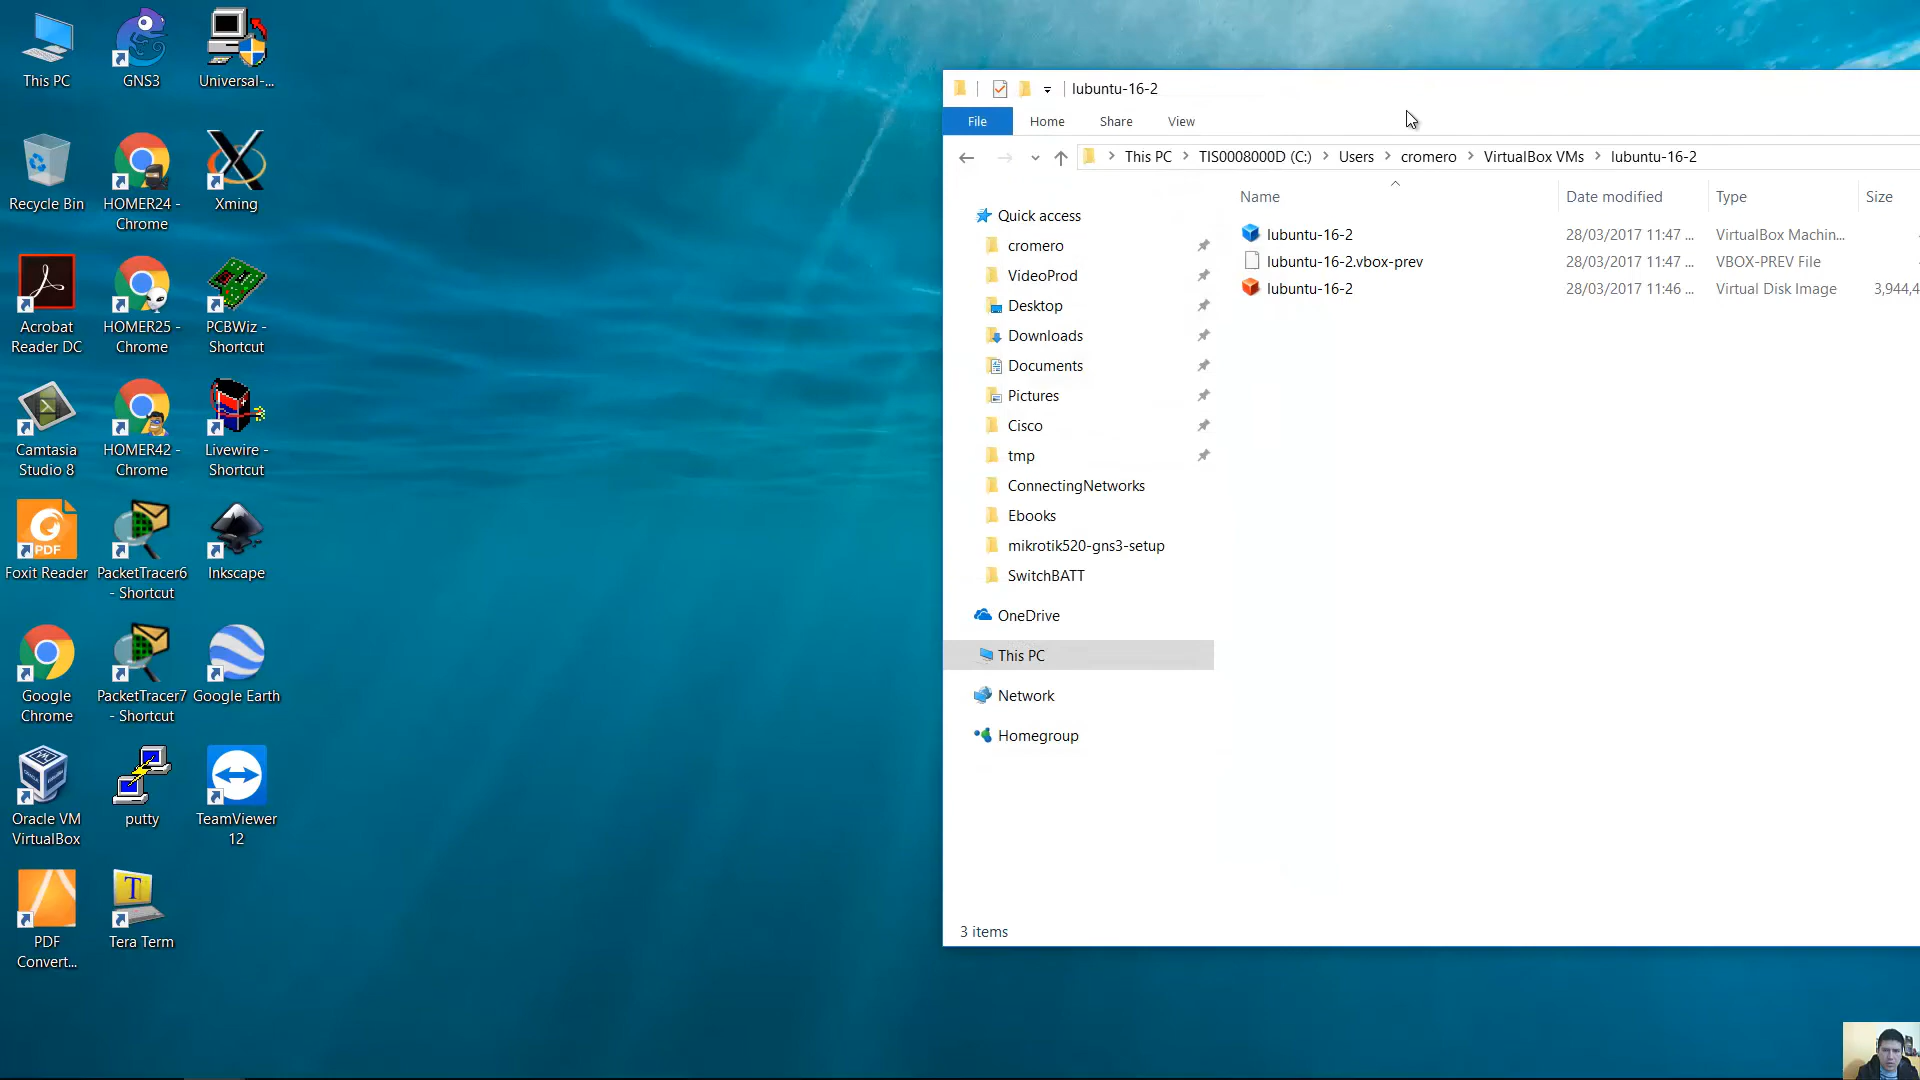 This PC
GNS3
Universal-...
Recycle Bin
HOMER24 -
Chrome
Xming
Acrobat
Reader DC
HOMER25 -
Chrome
PCBWiz -
Shortcut
Camtasia
Studio 8
HOMER42 -
Chrome
Livewire -
Shortcut
PDF
Foxit Reader
PacketTracer6
- Shortcut
Inkscape
Google
Chrome
PacketTracer7
- Shortcut
Google Earth
Oracle VM
VirtualBox
putty
TeamViewer
12
PDF
Convert...
T
Tera Term
lubuntu-16-2
File Home Share View
This PC TIS0008000D (C:) Users cromero VirtualBox VMs lubuntu-16-2
Name Date modified Type Size
lubuntu-16-2 28/03/2017 11:47 ... VirtualBox Machin...
lubuntu-16-2.vbox-prev 28/03/2017 11:47 ... VBOX-PREV File
lubuntu-16-2 28/03/2017 11:46 ... Virtual Disk Image 3,944,4
Quick access
cromero
VideoProd
Desktop
Downloads
Documents
Pictures
Cisco
tmp
ConnectingNetworks
Ebooks
mikrotik520-gns3-setup
SwitchBATT
OneDrive
This PC
Network
Homegroup
3 items